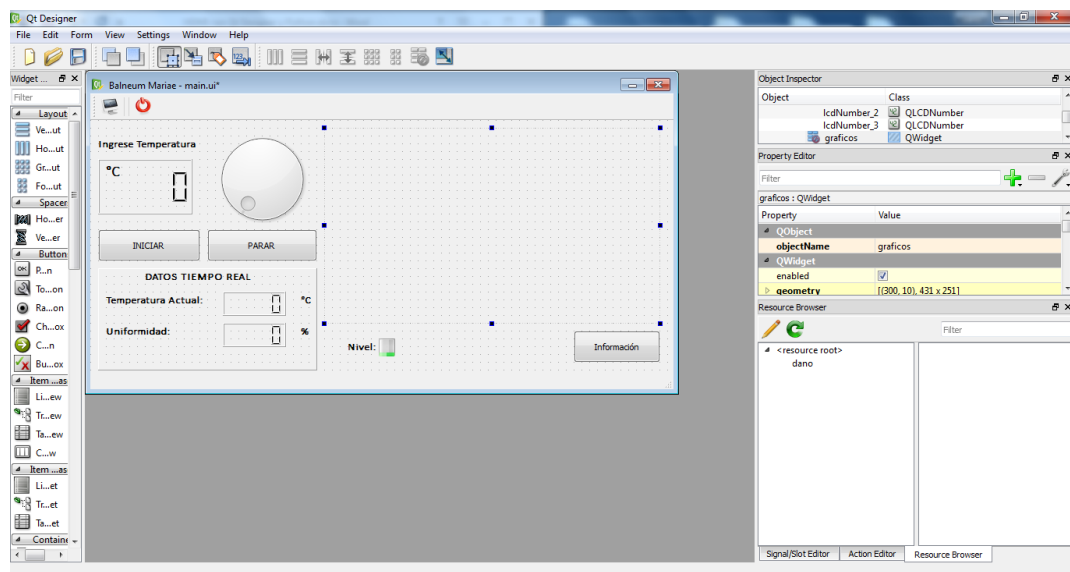 Qt Designer
File Edit Form View Settings Window Help
Widget ...
Filter
Layout
Ve...ut
Ho...ut
Gr...ut
Fo...ut
Spacer
Ho...er
Ve...er
Button
OK P...n
To...on
Ra...on
Ch...ox
C...n
Bu...ox
Item ...as
Li...ew
Tr...ew
Ta...ew
C...w
Item ...as
Li...et
Tr...et
Ta...et
Containe
Balneum Mariae - main.ui*
Ingrese Temperatura
°C 0
INICIAR PARAR
DATOS TIEMPO REAL
Temperatura Actual: 0 °C
Uniformidad: 0 %
Nivel:
Información
Object Inspector
Object Class
lcdNumber_2 QLCDNumber
lcdNumber_3 QLCDNumber
graficos QWidget
Property Editor
Filter
graficos : QWidget
Property Value
QObject
objectName graficos
QWidget
enabled
geometry [(300, 10), 431 x 251]
Resource Browser
Filter
<resource root>
dano
Signal/Slot Editor Action Editor Resource Browser